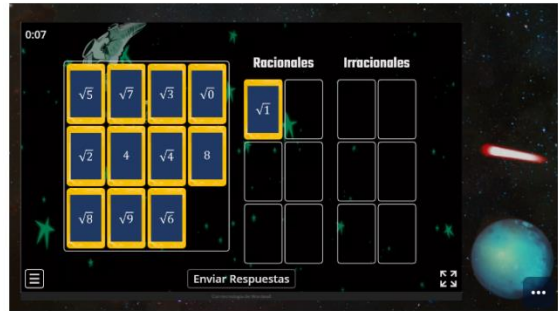 0:07
Racionales Irracionales
√5 √7 √3 √0
√1
√2 4 √4 8
√8 √9 √6
Enviar Respuestas